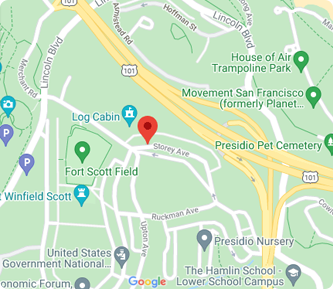 Armistead Rd
Hoffman St
Lincoln Blvd
Lincoln Blvd
Merchant Rd
101
House of Air
Trampoline Park
Movement San Francisco
(formerly Planet...
Log Cabin
101
Presidio Pet Cemetery
Storey Ave
Fort Scott Field
101
t Winfield Scott
Ruckman Ave
Upton Ave
Presidio Nursery
United States
Government National...
The Hamlin School -
Lower School Campus
onomic Forum
Google
P
P